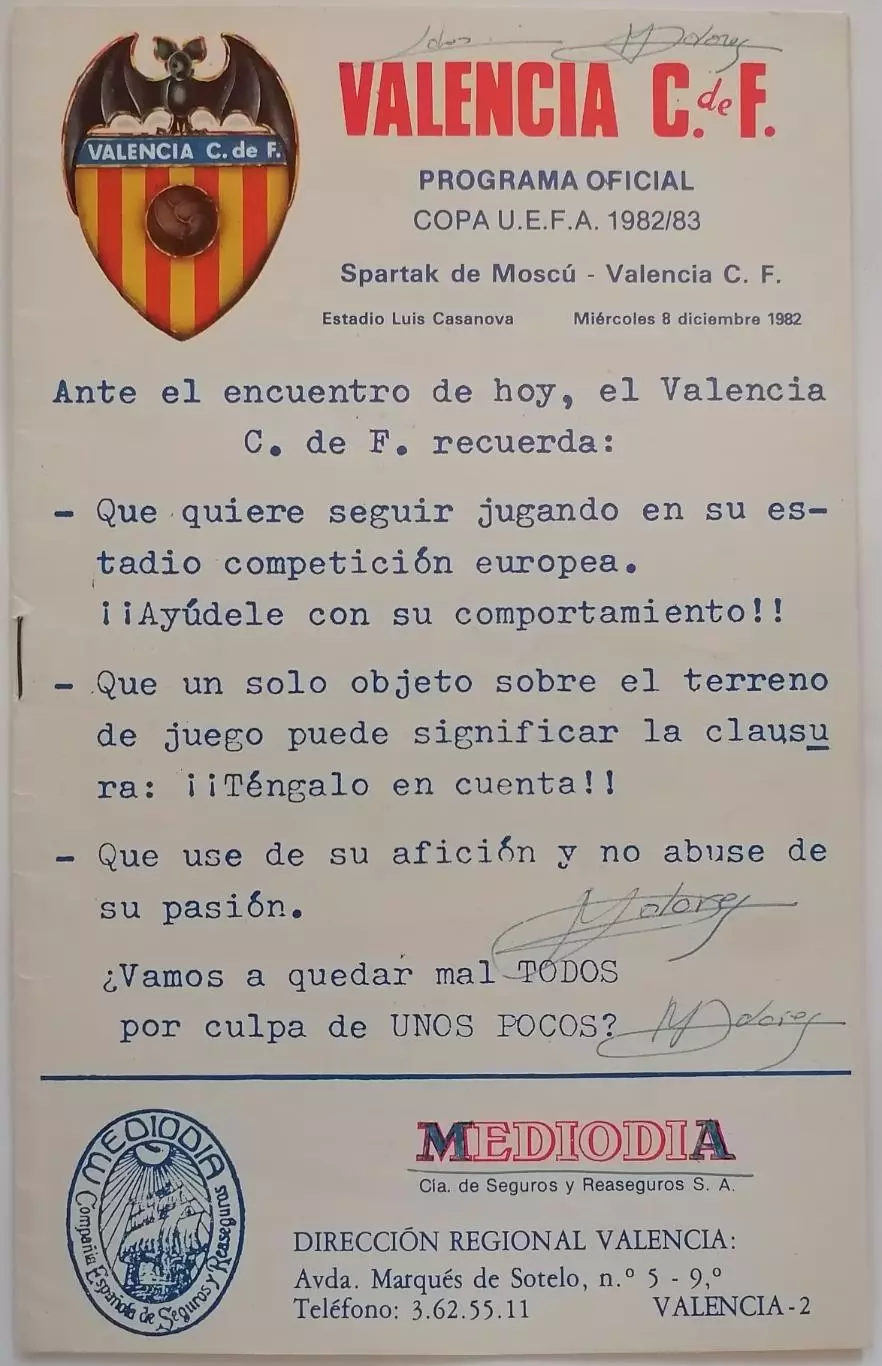 VALENCIA C. de F.
VALENCIA C. de F.
PROGRAMA OFICIAL
COPA U.E.F.A. 1982/83
Spartak de Moscú - Valencia C. F.
Estadio Luis Casanova Miércoles 8 diciembre 1982
Ante el encuentro de hoy, el Valencia
C. de F. recuerda:
- Que quiere seguir jugando en su es-
tadio competición europea.
¡¡Ayúdele con su comportamiento!!
- Que un solo objeto sobre el terreno
de juego puede significar la clausu
ra: ¡¡Téngalo en cuenta!!
- Que use de su afición y no abuse de
su pasión.
¿Vamos a quedar mal TODOS
por culpa de UNOS POCOS?
MEDIODIA
Compañía Española de Seguros y Reaseguros
MEDIODIA
Cía. de Seguros y Reaseguros S. A.
DIRECCIÓN REGIONAL VALENCIA:
Avda. Marqués de Sotelo, n.º 5 - 9,º
Teléfono: 3.62.55.11 VALENCIA-2